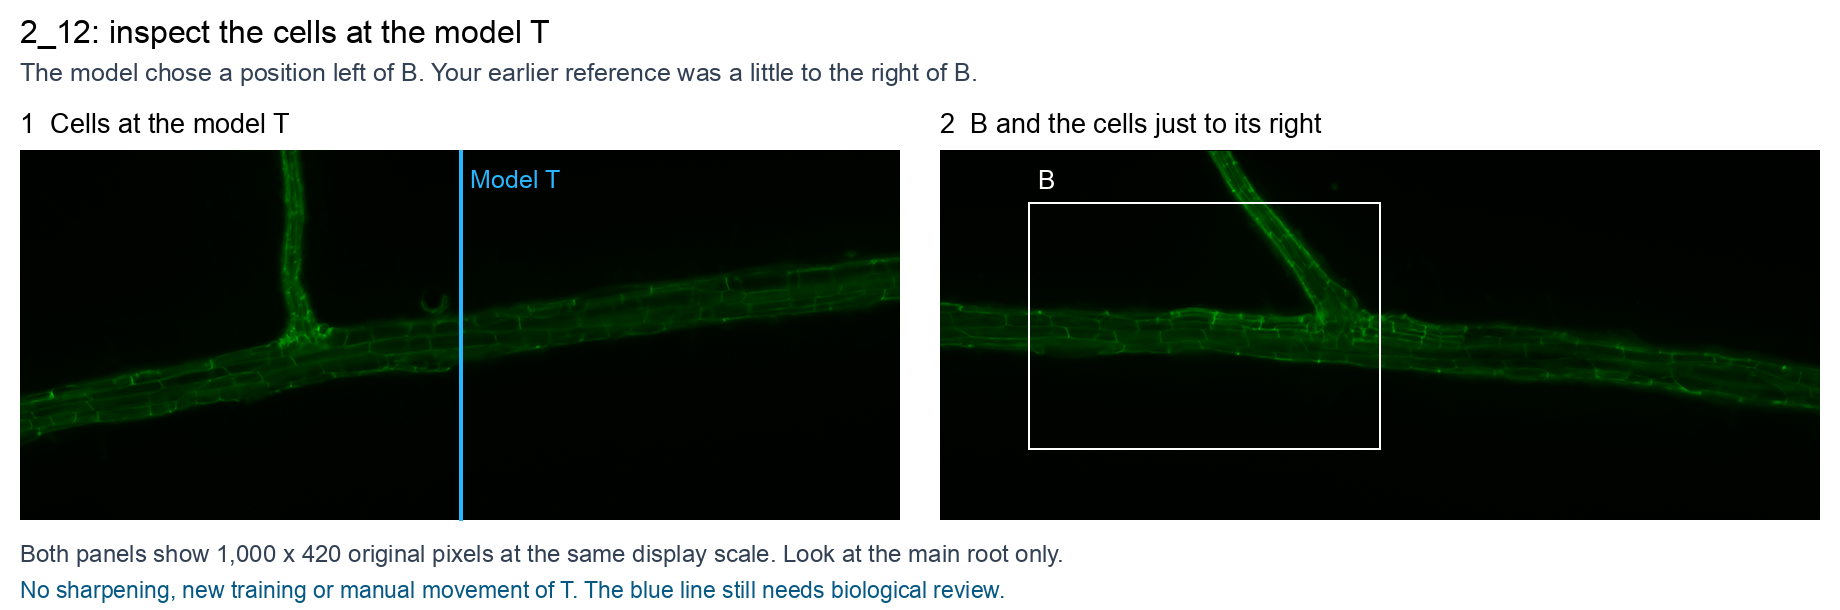 2_12: inspect the cells at the model T
The model chose a position left of B. Your earlier reference was a little to the right of B.
1 Cells at the model T
2 B and the cells just to its right
Model T
B
Both panels show 1,000 x 420 original pixels at the same display scale. Look at the main root only.
No sharpening, new training or manual movement of T. The blue line still needs biological review.